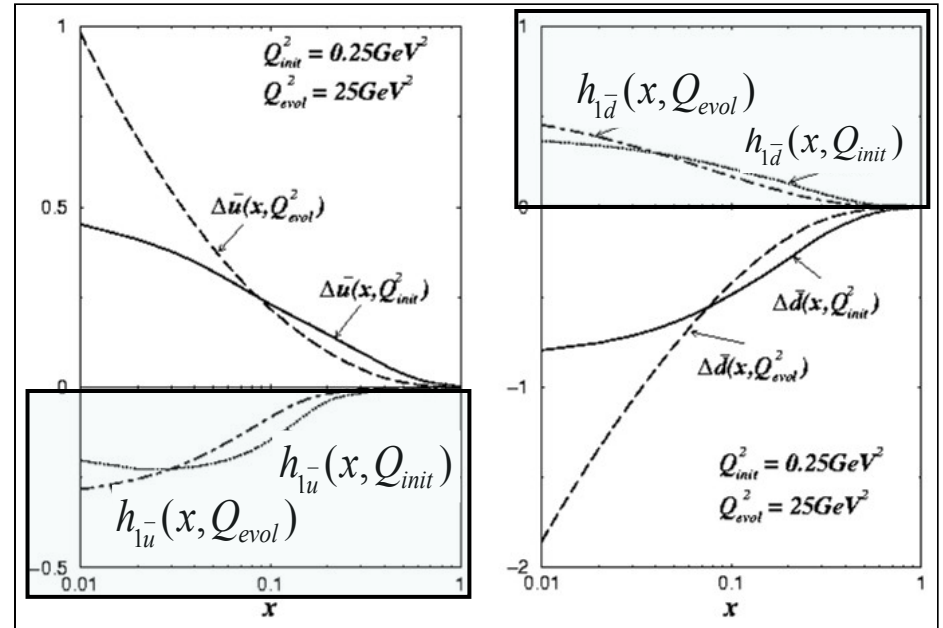 1
Q²init = 0.25GeV²
Q²evol = 25GeV²
0.5
Δū(x,Q²evol)
Δū(x,Q²init)
0
h₁ū(x,Qinit)
h₁ū(x,Qevol)
−0.5
0.01 0.1 1
x
1
h₁d̄(x,Qevol)
h₁d̄(x,Qinit)
0
Δd̄(x,Q²init)
Δd̄(x,Q²evol)
−1
Q²init = 0.25GeV²
Q²evol = 25GeV²
−2
0.01 0.1 1
x